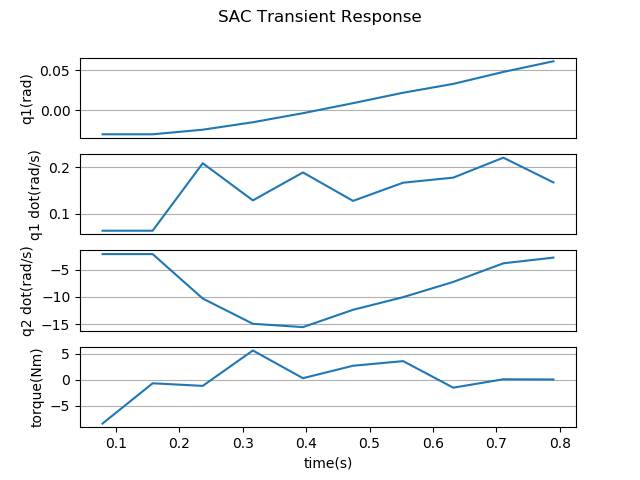 SAC Transient Response
q1(rad)
0.05
0.00
q1 dot(rad/s)
0.2
0.1
q2 dot(rad/s)
−5
−10
−15
torque(Nm)
5
0
−5
0.1 0.2 0.3 0.4 0.5 0.6 0.7 0.8
time(s)